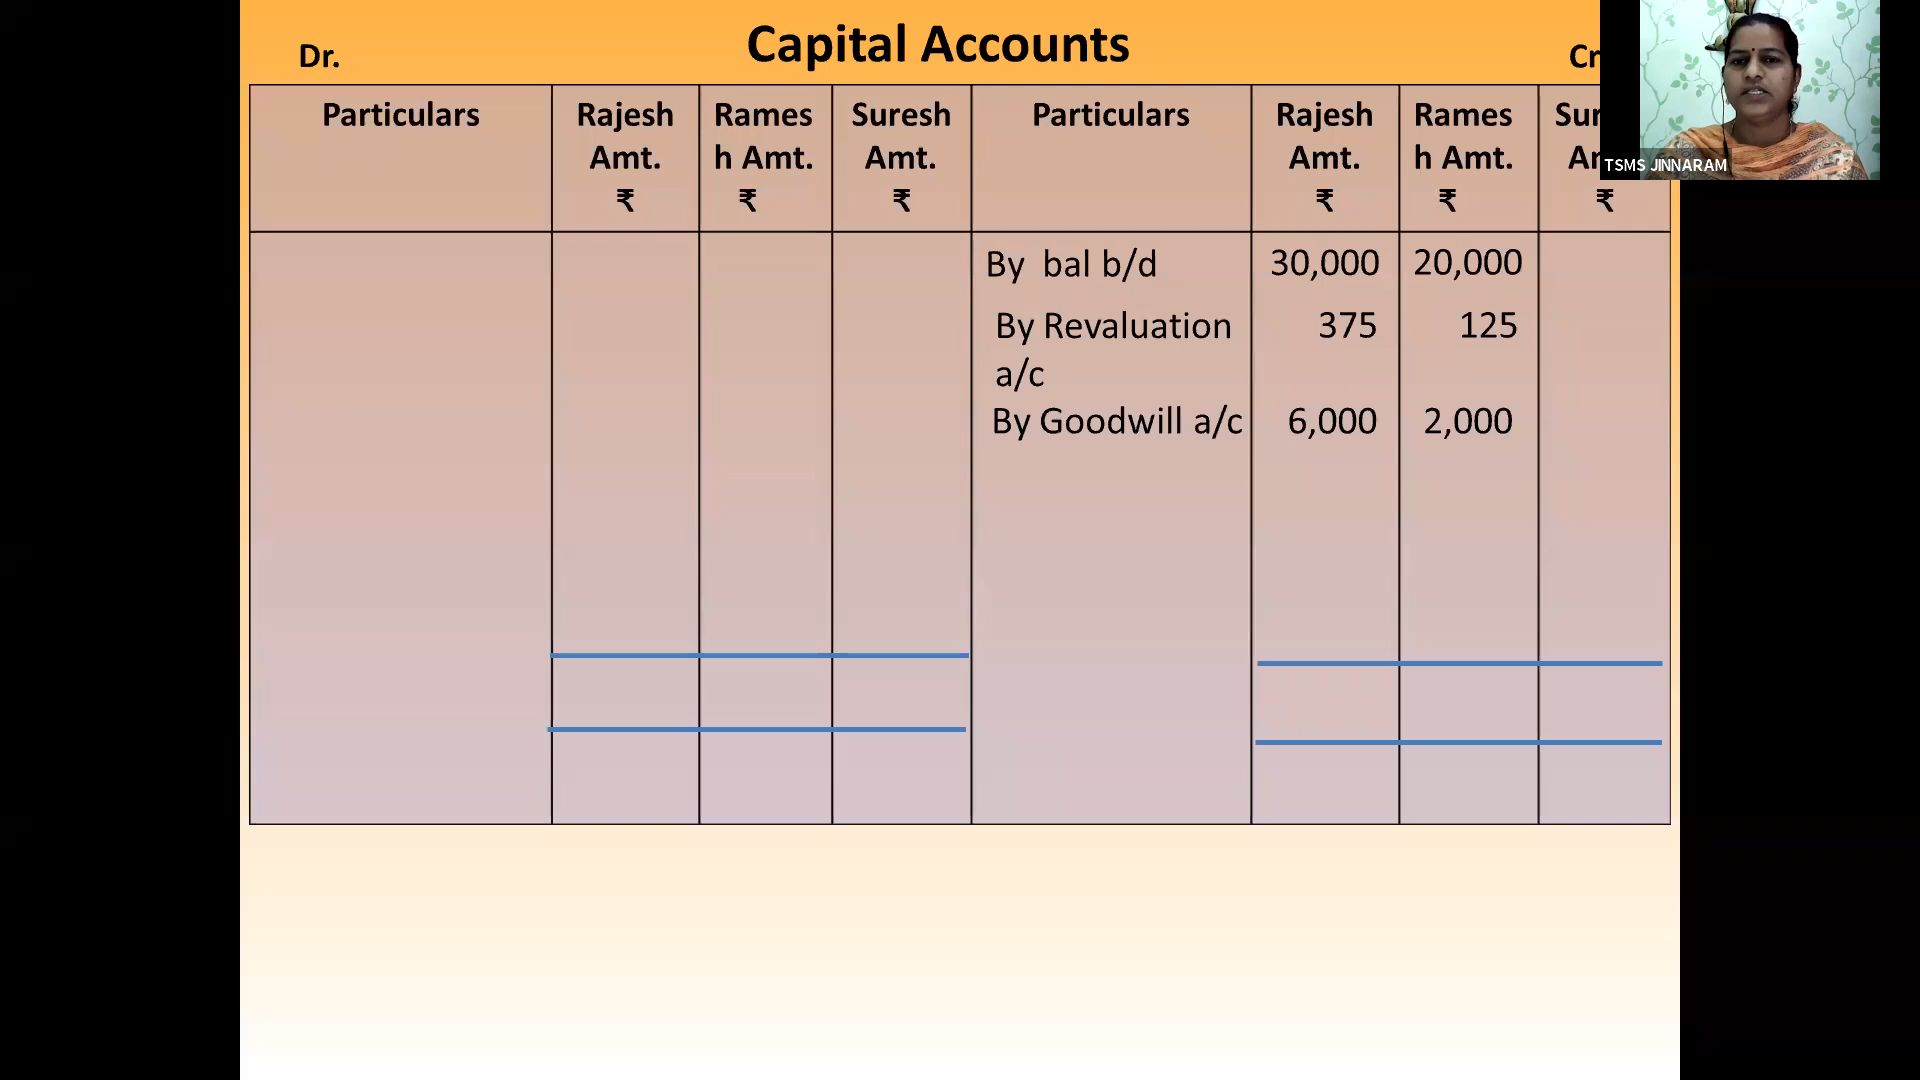 Capital Accounts
Dr.
Cr
Particulars
Rajesh
Amt.
₹
Rames
h Amt.
₹
Suresh
Amt.
₹
Particulars
Rajesh
Amt.
₹
Rames
h Amt.
₹
₹
TSMS JINNARAM
By bal b/d 30,000 20,000
By Revaluation 375 125
a/c
By Goodwill a/c 6,000 2,000